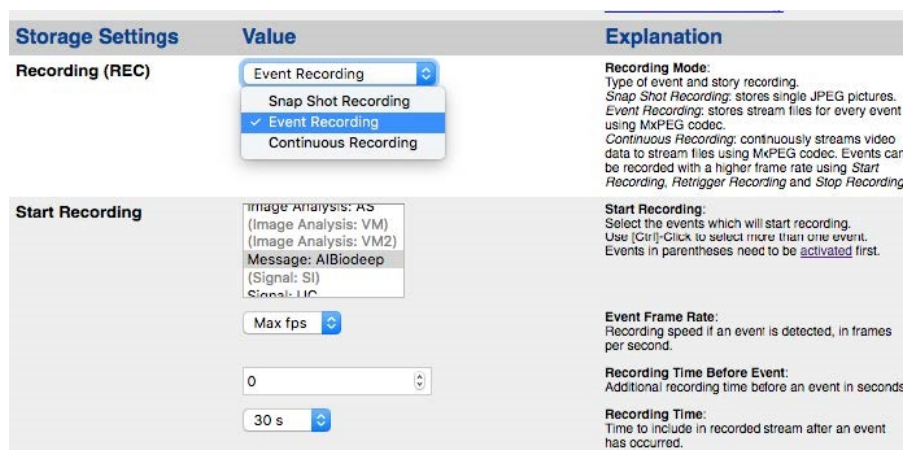 Storage Settings Value Explanation
Recording (REC)
Event Recording
Snap Shot Recording
✓ Event Recording
Continuous Recording
Recording Mode:
Type of event and story recording.
Snap Shot Recording: stores single JPEG pictures.
Event Recording: stores stream files for every event
using MxPEG codec.
Continuous Recording: continuously streams video
data to stream files using MxPEG codec. Events can
be recorded with a higher frame rate using Start
Recording, Retrigger Recording and Stop Recording
Start Recording
Image Analysis: AS
(Image Analysis: VM)
(Image Analysis: VM2)
Message: AIBiodeep
(Signal: SI)
Signal: UC
Start Recording:
Select the events which will start recording.
Use [Ctrl]-Click to select more than one event.
Events in parentheses need to be activated first.
Max fps
Event Frame Rate:
Recording speed if an event is detected, in frames
per second.
0
Recording Time Before Event:
Additional recording time before an event in seconds
30 s
Recording Time:
Time to include in recorded stream after an event
has occurred.